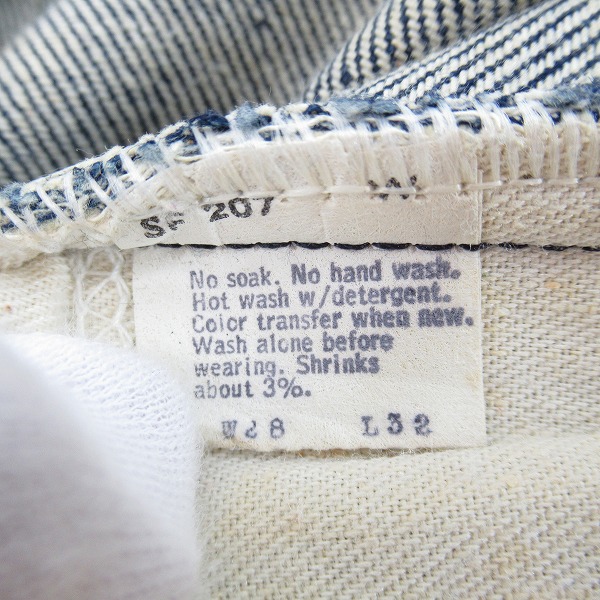 207 W
No soak. No hand wash.
Hot wash w/detergent.
Color transfer when new.
Wash alone before
wearing. Shrinks
about 3%.
W28 L32